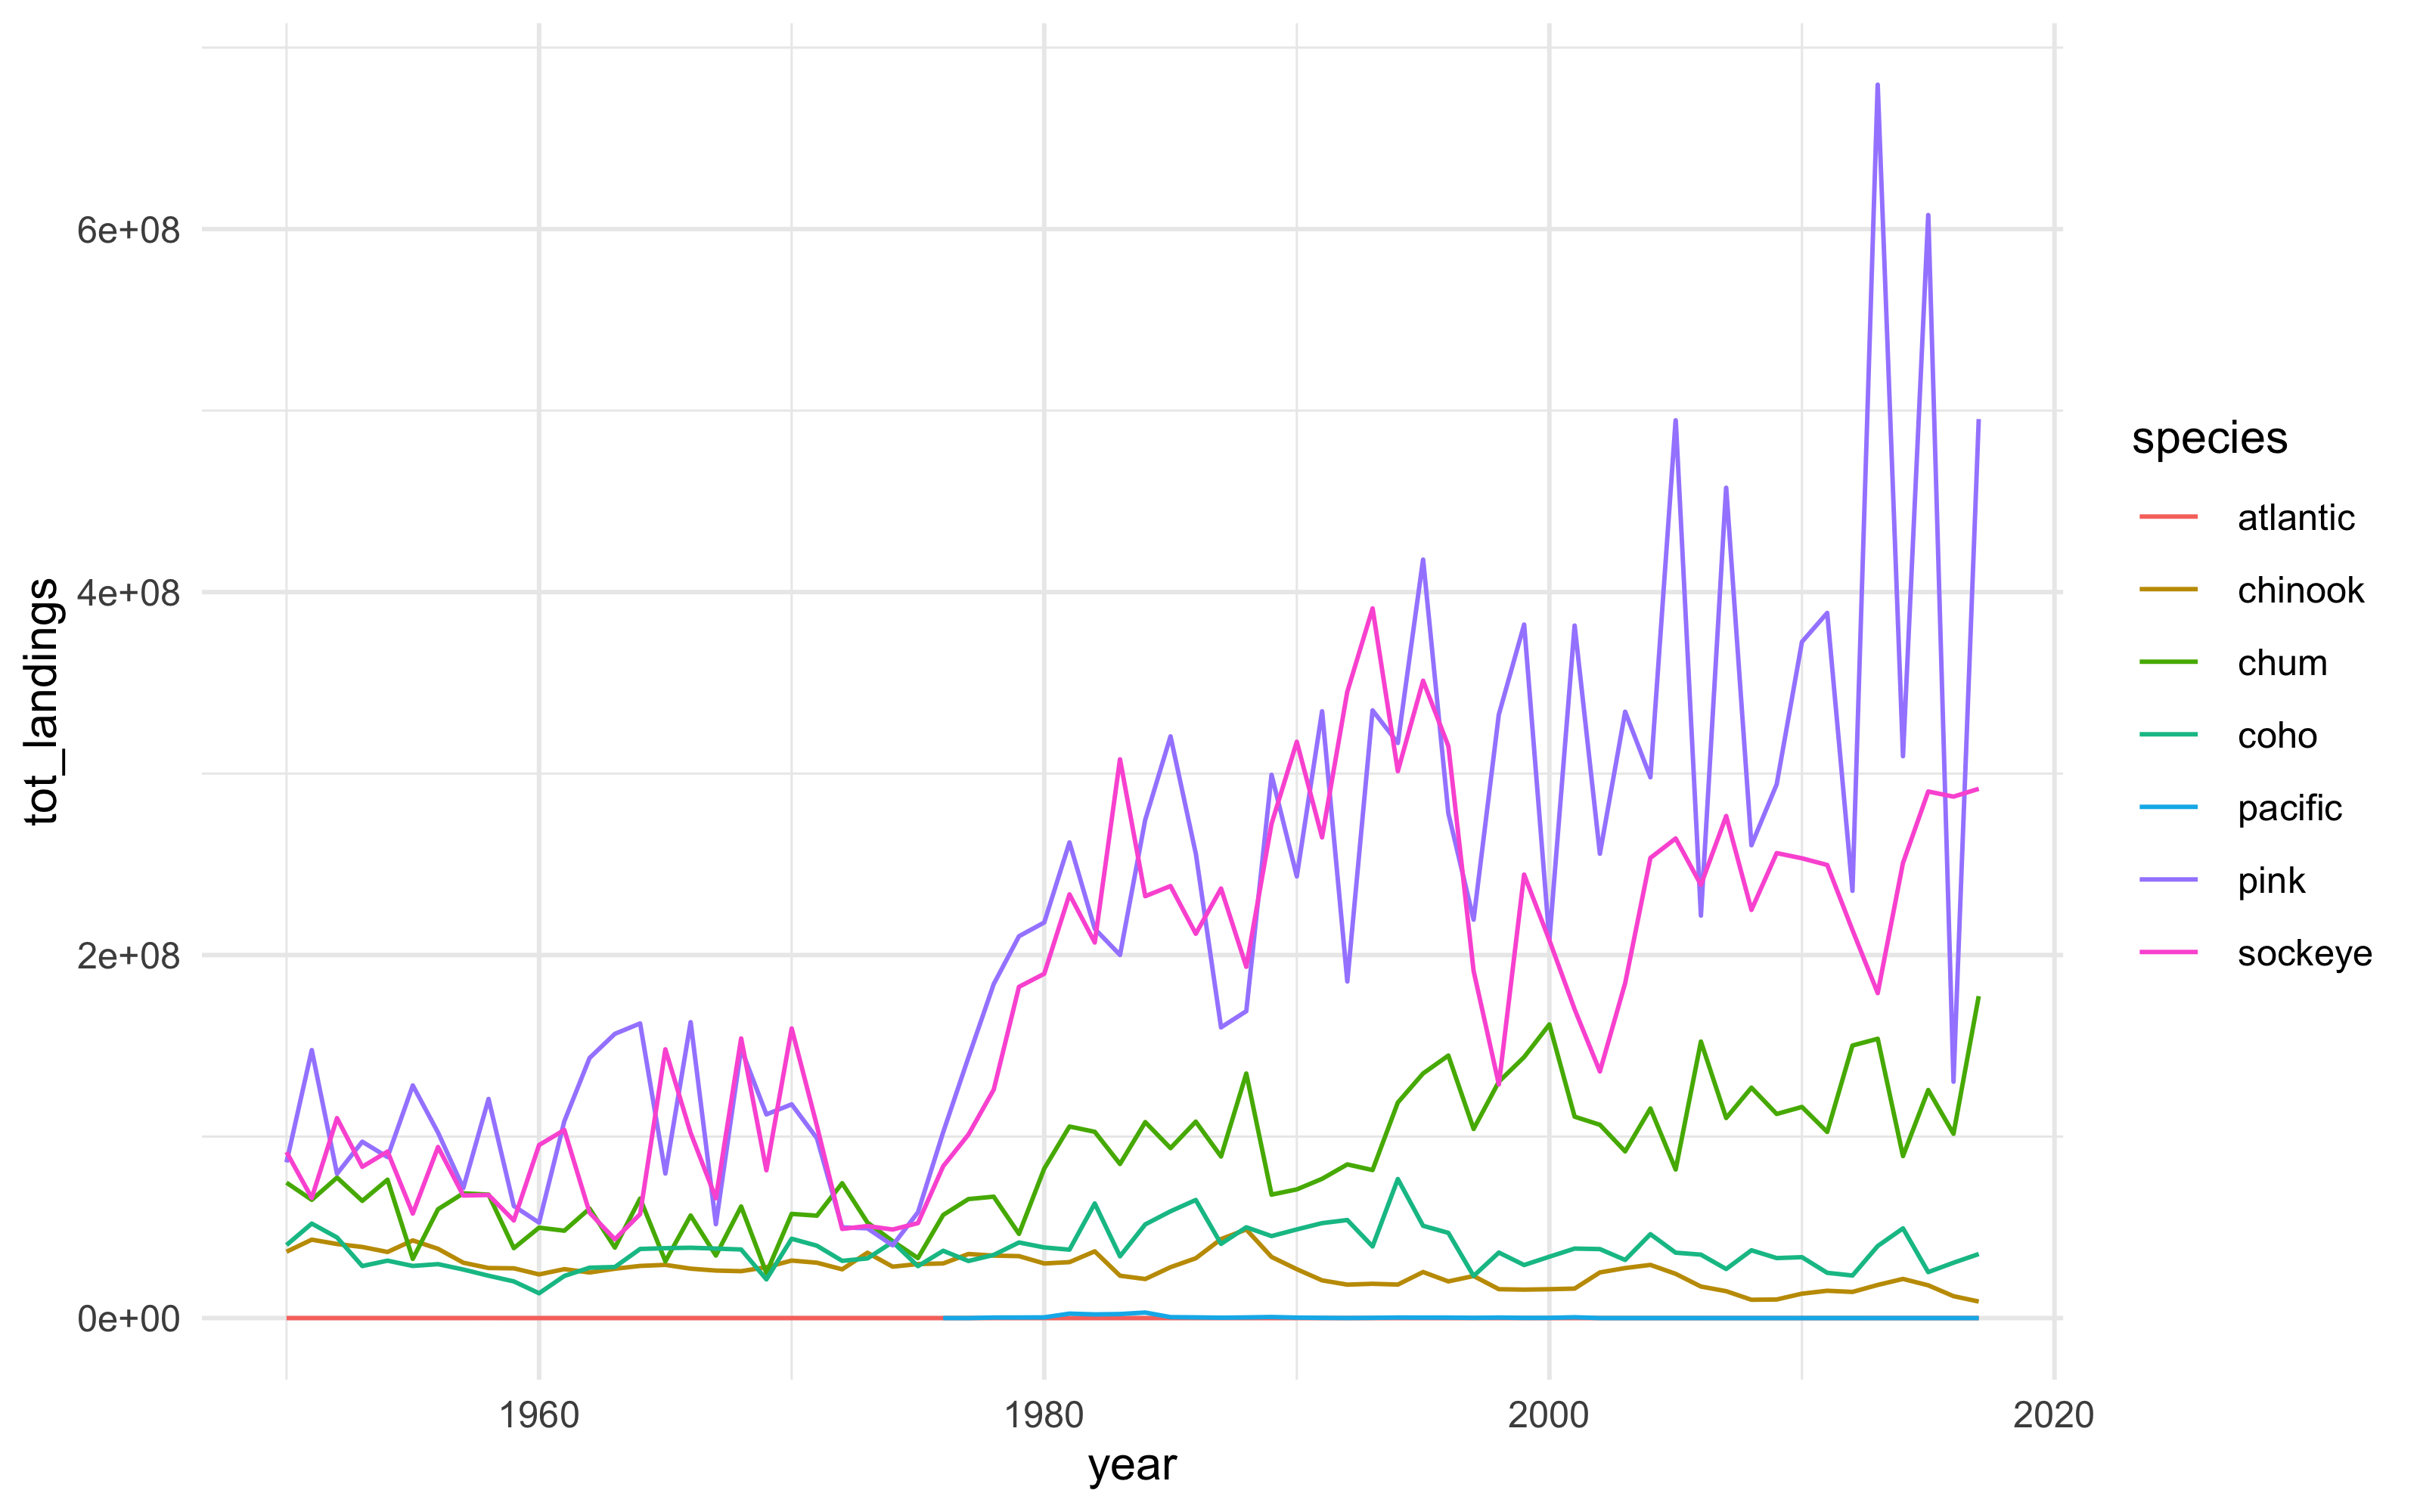 6e+08
4e+08
2e+08
0e+00
tot_landings
1960
1980
2000
2020
year
species
atlantic
chinook
chum
coho
pacific
pink
sockeye